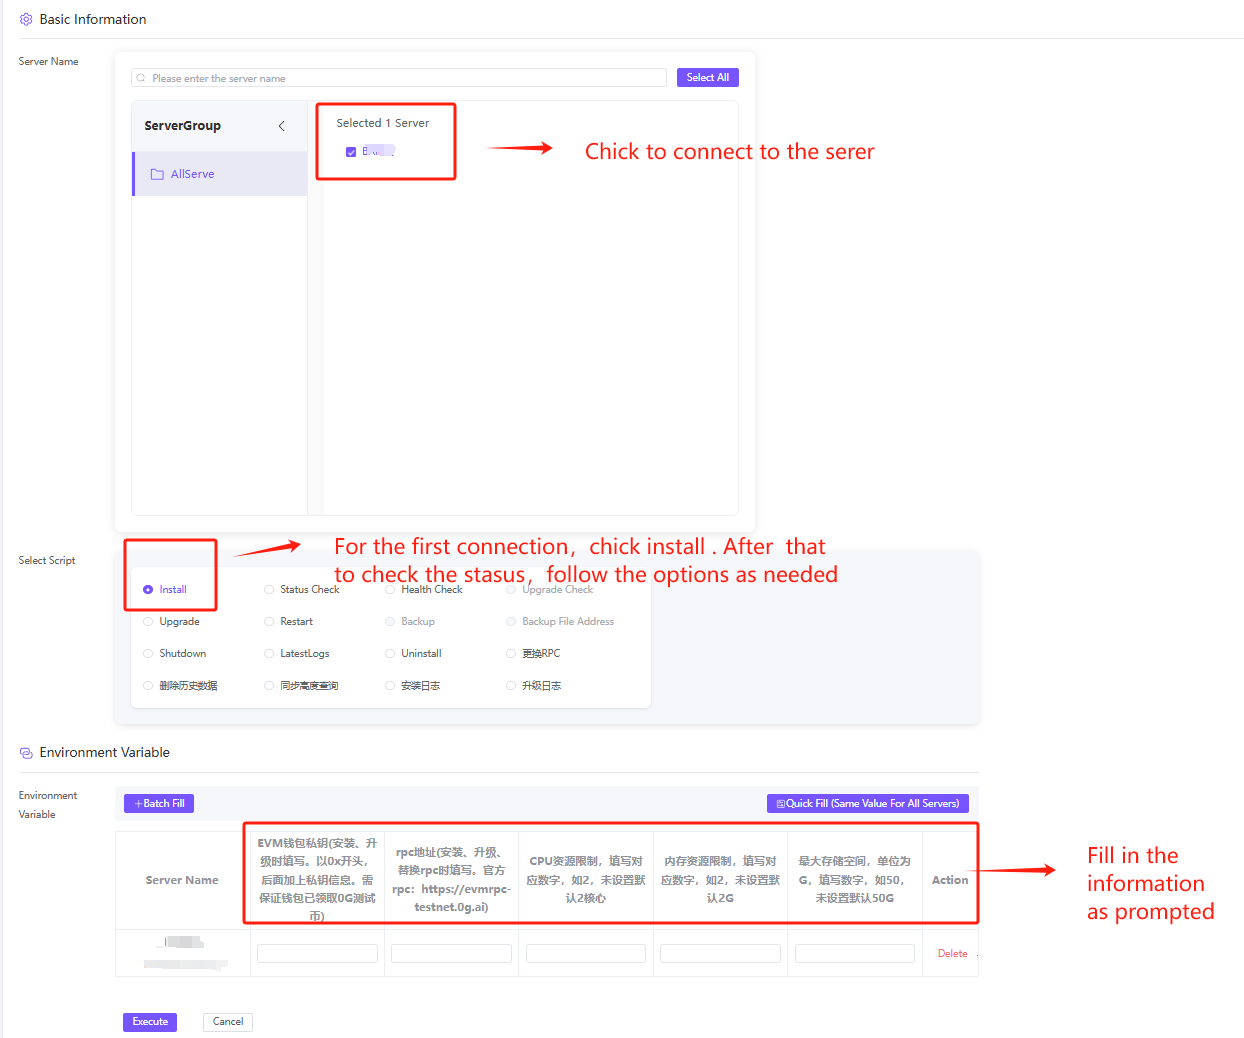 Basic Information
Server Name
Please enter the server name
Select All
ServerGroup
Selected 1 Server
AllServe
Chick to connect to the serer
For the first connection, chick install . After that
to check the stasus, follow the options as needed
Select Script
Install
Status Check
Health Check
Upgrade Check
Upgrade
Restart
Backup
Backup File Address
Shutdown
LatestLogs
Uninstall
更换RPC
删除历史数据
同步高度查询
安装日志
升级日志
Environment Variable
Environment
Variable
+Batch Fill
Quick Fill (Same Value For All Servers)
Server Name
EVM钱包私钥(安装、升
级时填写。以0x开头，
后面加上私钥信息。需
保证钱包已领取0G测试
币)
rpc地址(安装、升级、
替换rpc时填写。官方
rpc：https://evmrpc-
testnet.0g.ai)
CPU资源限制，填写对
应数字，如2，未设置默
认2核心
内存资源限制，填写对
应数字，如2，未设置默
认2G
最大存储空间，单位为
G，填写数字，如50，
未设置默认50G
Action
Fill in the
information
as prompted
Delete
Execute
Cancel